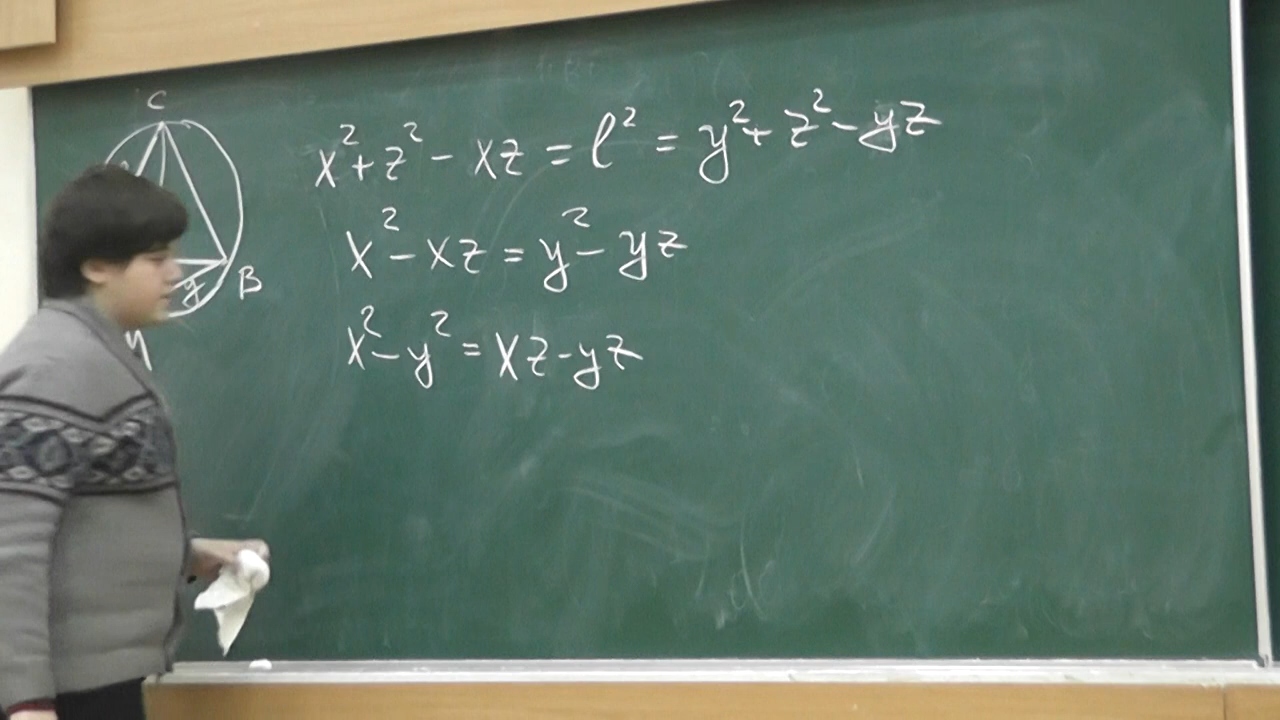 C
B
y
M
x² + z² - xz = l² = y² + z² - yz
x² - xz = y² - yz
x² - y² = xz - yz